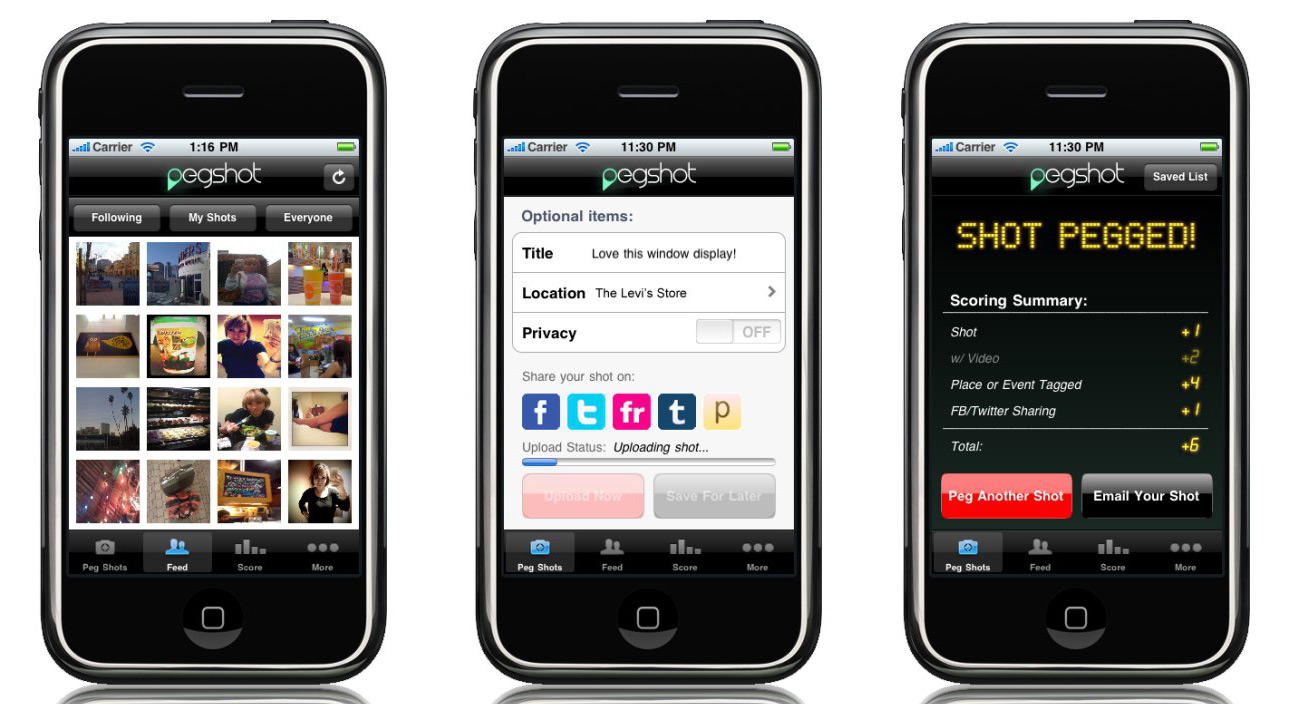 Carrier 1:16 PM
pegshot
Following My Shots Everyone
Peg Shots Feed Score More
Carrier 11:30 PM
pegshot
Optional items:
Title Love this window display!
Location The Levi's Store
Privacy OFF
Share your shot on:
f t fr t p
Upload Status: Uploading shot...
Upload Now Save For Later
Peg Shots Feed Score More
Carrier 11:30 PM
pegshot Saved List
SHOT PEGGED!
Scoring Summary:
Shot +1
w/ Video +2
Place or Event Tagged +4
FB/Twitter Sharing +1
Total: +6
Peg Another Shot Email Your Shot
Peg Shots Feed Score More